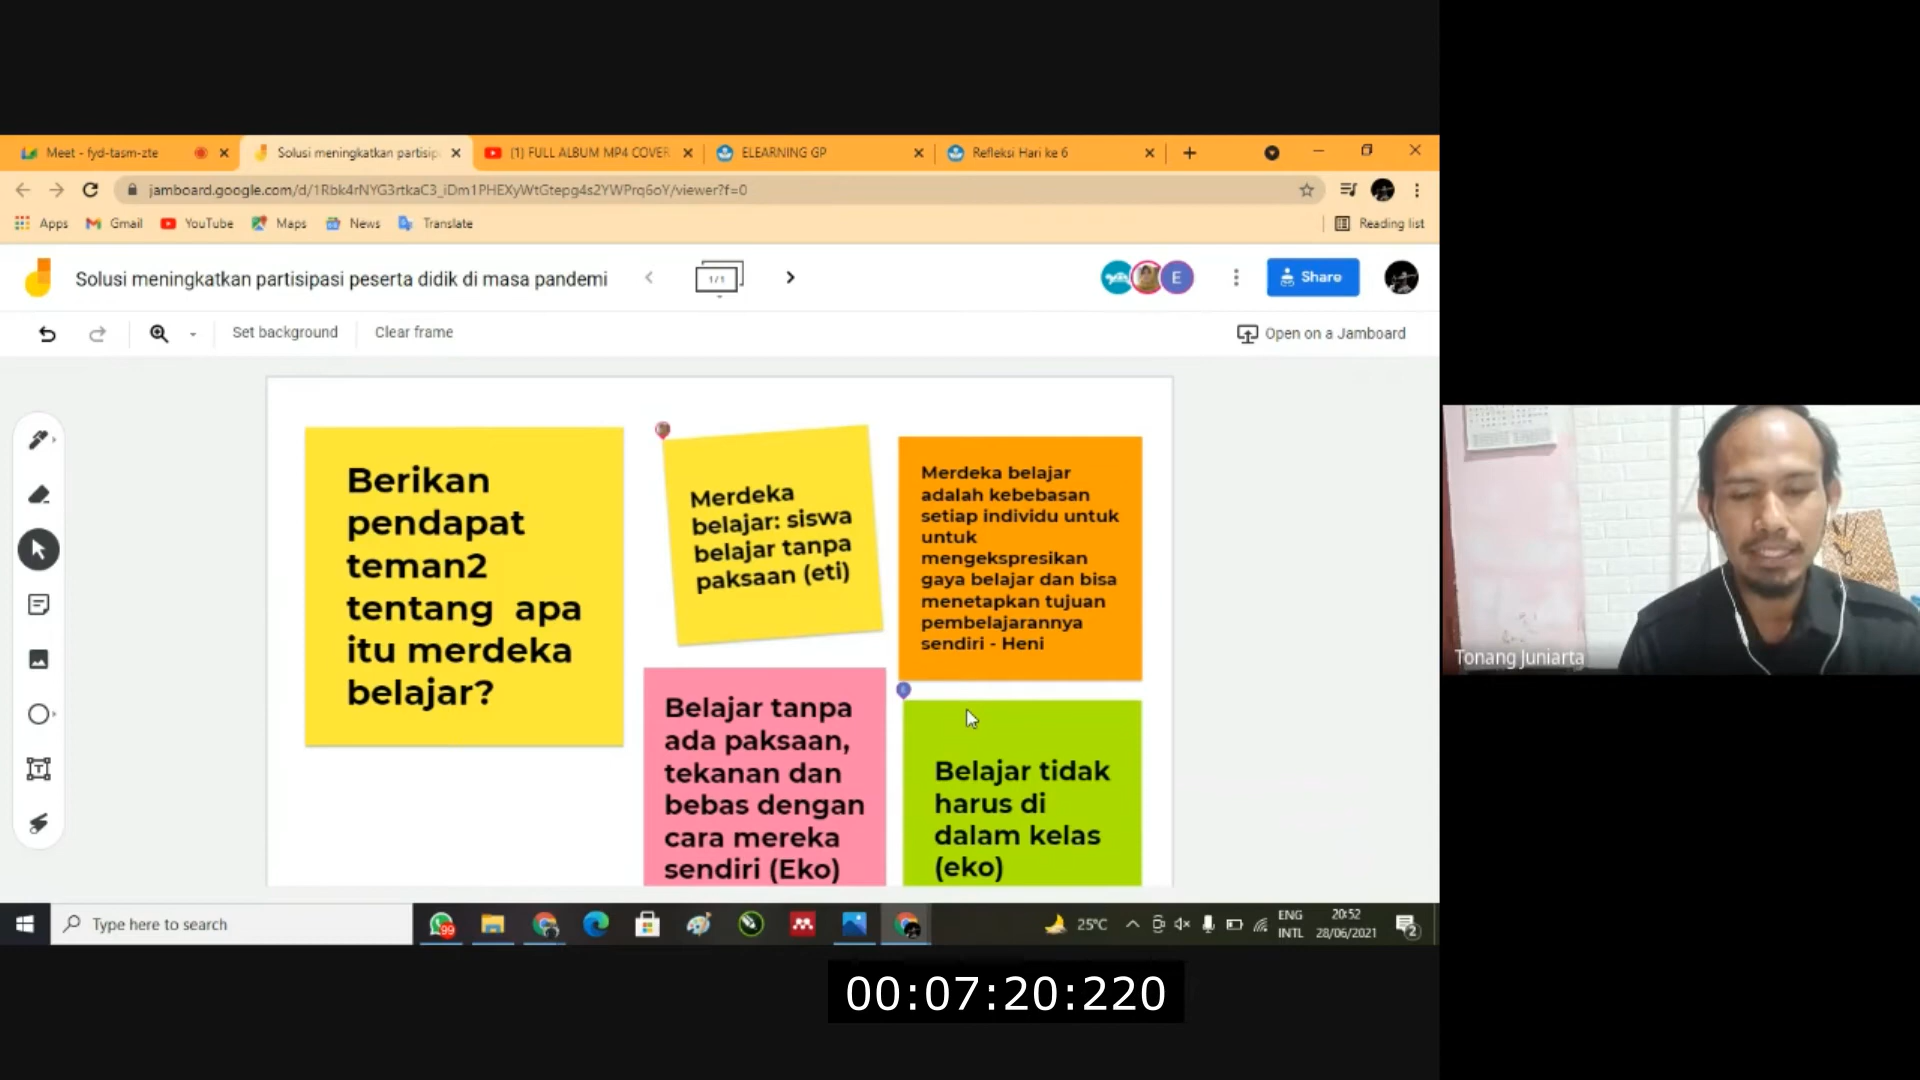 Meet - fyd-tasm-zte
Solusi meningkatkan partisip
(1) FULL ALBUM MP4 COVER
ELEARNING GP
Refleksi Hari ke 6
jamboard.google.com/d/1Rbk4rNYG3rtkaC3_iDm1PHEXyWtGtepg4s2YWPrq6oY/viewer?f=0
Apps
Gmail
YouTube
Maps
News
Translate
Reading list
Solusi meningkatkan partisipasi peserta didik di masa pandemi
1/1
E
Share
Set background
Clear frame
Open on a Jamboard
Berikan
pendapat
teman2
tentang apa
itu merdeka
belajar?
Merdeka
belajar: siswa
belajar tanpa
paksaan (eti)
Merdeka belajar
adalah kebebasan
setiap individu untuk
untuk
mengekspresikan
gaya belajar dan bisa
menetapkan tujuan
pembelajarannya
sendiri - Heni
Belajar tanpa
ada paksaan,
tekanan dan
bebas dengan
cara mereka
sendiri (Eko)
Belajar tidak
harus di
dalam kelas
(eko)
Tonang Juniarta
Type here to search
99
25°C
ENG
INTL
20:52
28/06/2021
2
00:07:20:220